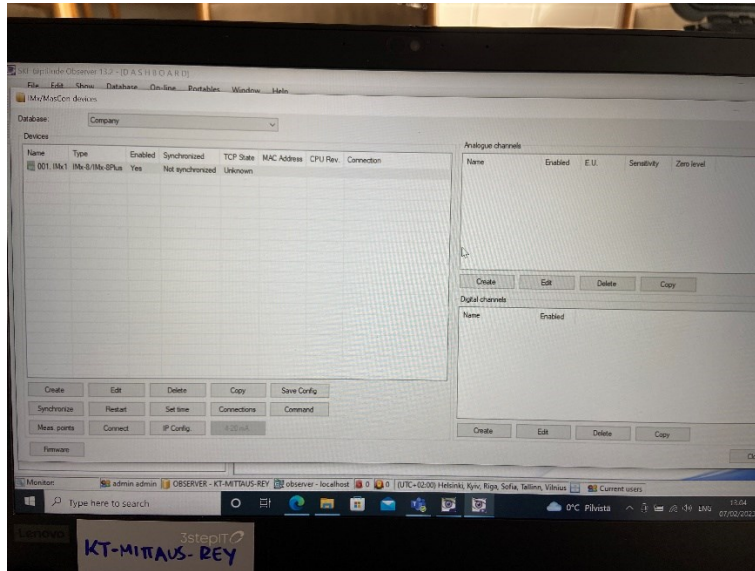 SKF @ptitude Observer 13.2 - [D A S H B O A R D]
File Edit Show Database On-line Portables Window Help
IMx/MasCon devices
Database: Company
Devices
Name Type Enabled Synchronized TCP State MAC Address CPU Rev. Connection
001. IMx1 IMx-8/IMx-8Plus Yes Not synchronized Unknown
Create Edit Delete Copy Save Config
Synchronize Restart Set time Connections Command
Meas. points Connect IP Config. 4-20 mA
Firmware
Analogue channels
Name Enabled E.U. Sensitivity Zero level
Create Edit Delete Copy
Digital channels
Name Enabled
Create Edit Delete Copy
Monitor: admin admin OBSERVER - KT-MITTAUS-REY observer - localhost 0 0 (UTC+02:00) Helsinki, Kyiv, Riga, Sofia, Tallinn, Vilnius Current users
Type here to search 0°C Pilvistä ENG 13.04
07/02/2023
Lenovo
3stepIT
KT-MITTAUS-REY